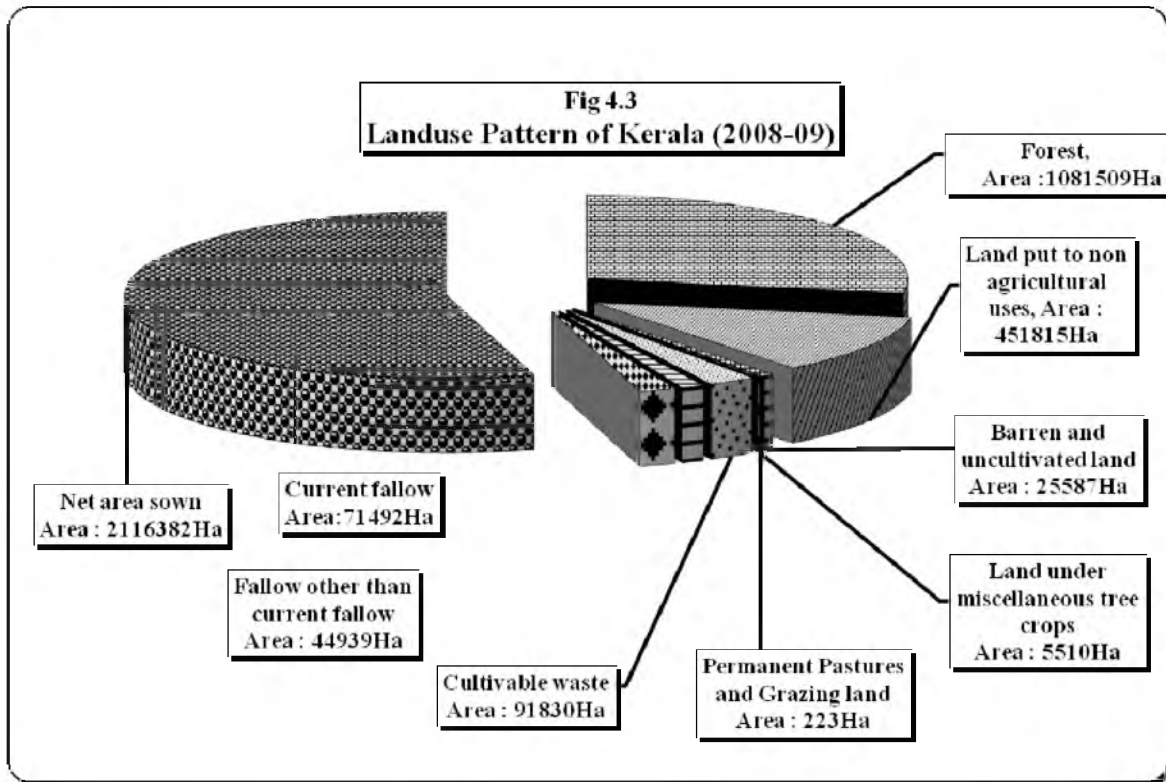 Fig 4.3
Landuse Pattern of Kerala (2008-09)
Forest,
Area :1081509Ha
Land put to non
agricultural
uses, Area :
451815Ha
Barren and
uncultivated land
Area : 25587Ha
Land under
miscellaneous tree
crops
Area : 5510Ha
Permanent Pastures
and Grazing land
Area : 223Ha
Cultivable waste
Area : 91830Ha
Fallow other than
current fallow
Area : 44939Ha
Current fallow
Area:71492Ha
Net area sown
Area : 2116382Ha